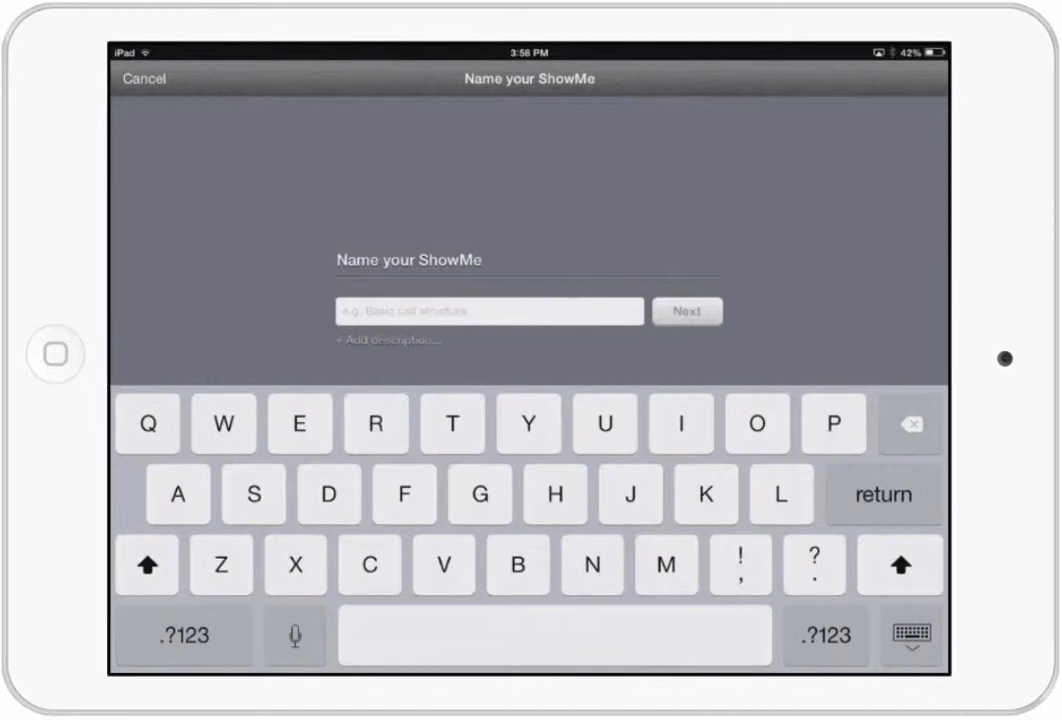 iPad 3:58 PM 42%
Cancel Name your ShowMe
Name your ShowMe
e.g. Basic cell structure Next
+ Add description...
Q W E R T Y U I O P
A S D F G H J K L return
Z X C V B N M ! , ? .
.?123 .?123